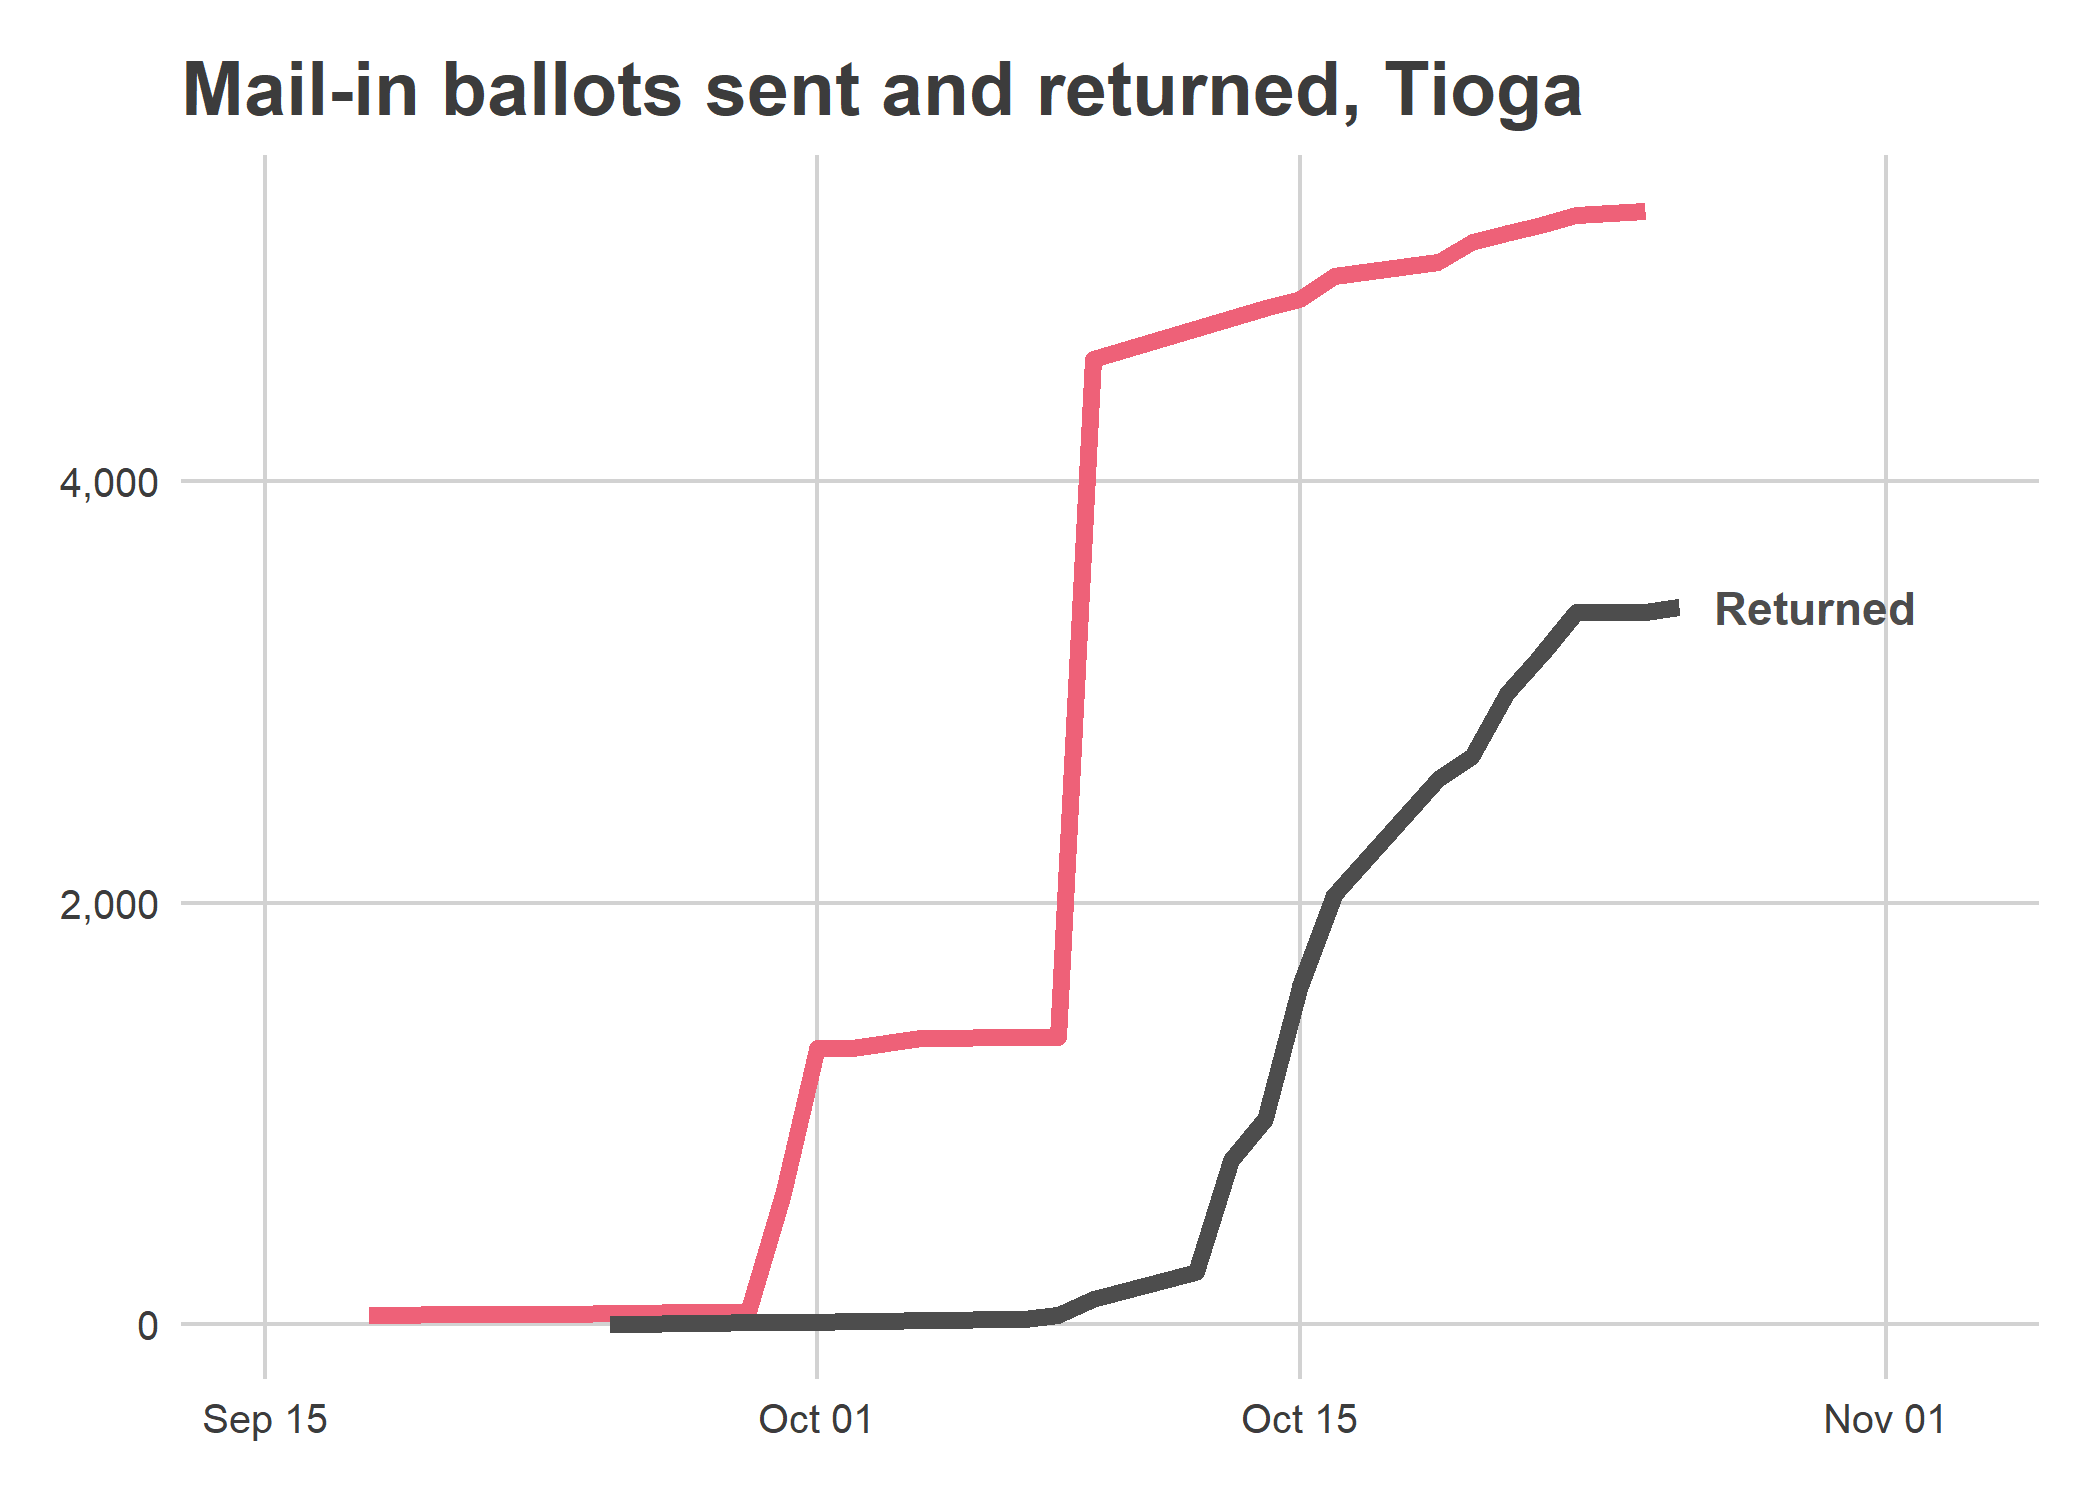 Mail-in ballots sent and returned, Tioga
4,000
Returned
2,000
0
Sep 15
Oct 01
Oct 15
Nov 01